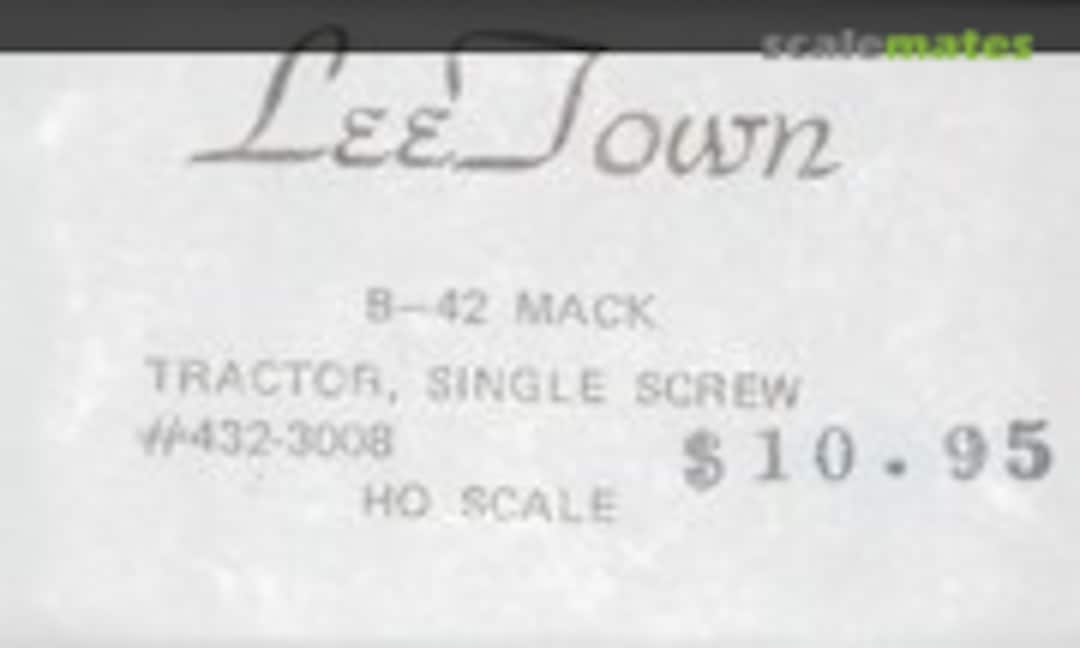 scalemates
LeeTown
B-42 MACK
TRACTOR, SINGLE SCREW
#432-3008
$10.95
HO SCALE